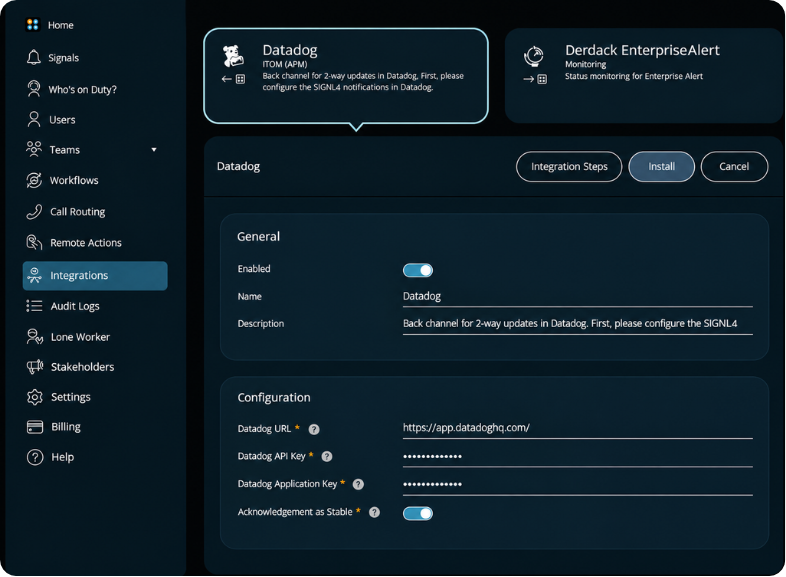 Home
Signals
Who's on Duty?
Users
Teams
Workflows
Call Routing
Remote Actions
Integrations
Audit Logs
Lone Worker
Stakeholders
Settings
Billing
Help
Datadog
ITOM (APM)
Back channel for 2-way updates in Datadog, First, please
configure the SIGNL4 notifications in Datadog.
Derdack EnterpriseAlert
Monitoring
Status monitoring for Enterprise Alert
Datadog
Integration Steps
Install
Cancel
General
Enabled
Name
Datadog
Description
Back channel for 2-way updates in Datadog. First, please configure the SIGNL4
Configuration
Datadog URL * ?
https://app.datadoghq.com/
Datadog API Key * ?
•••••••••••••
Datadog Application Key * ?
•••••••••••••
Acknowledgement as Stable * ?